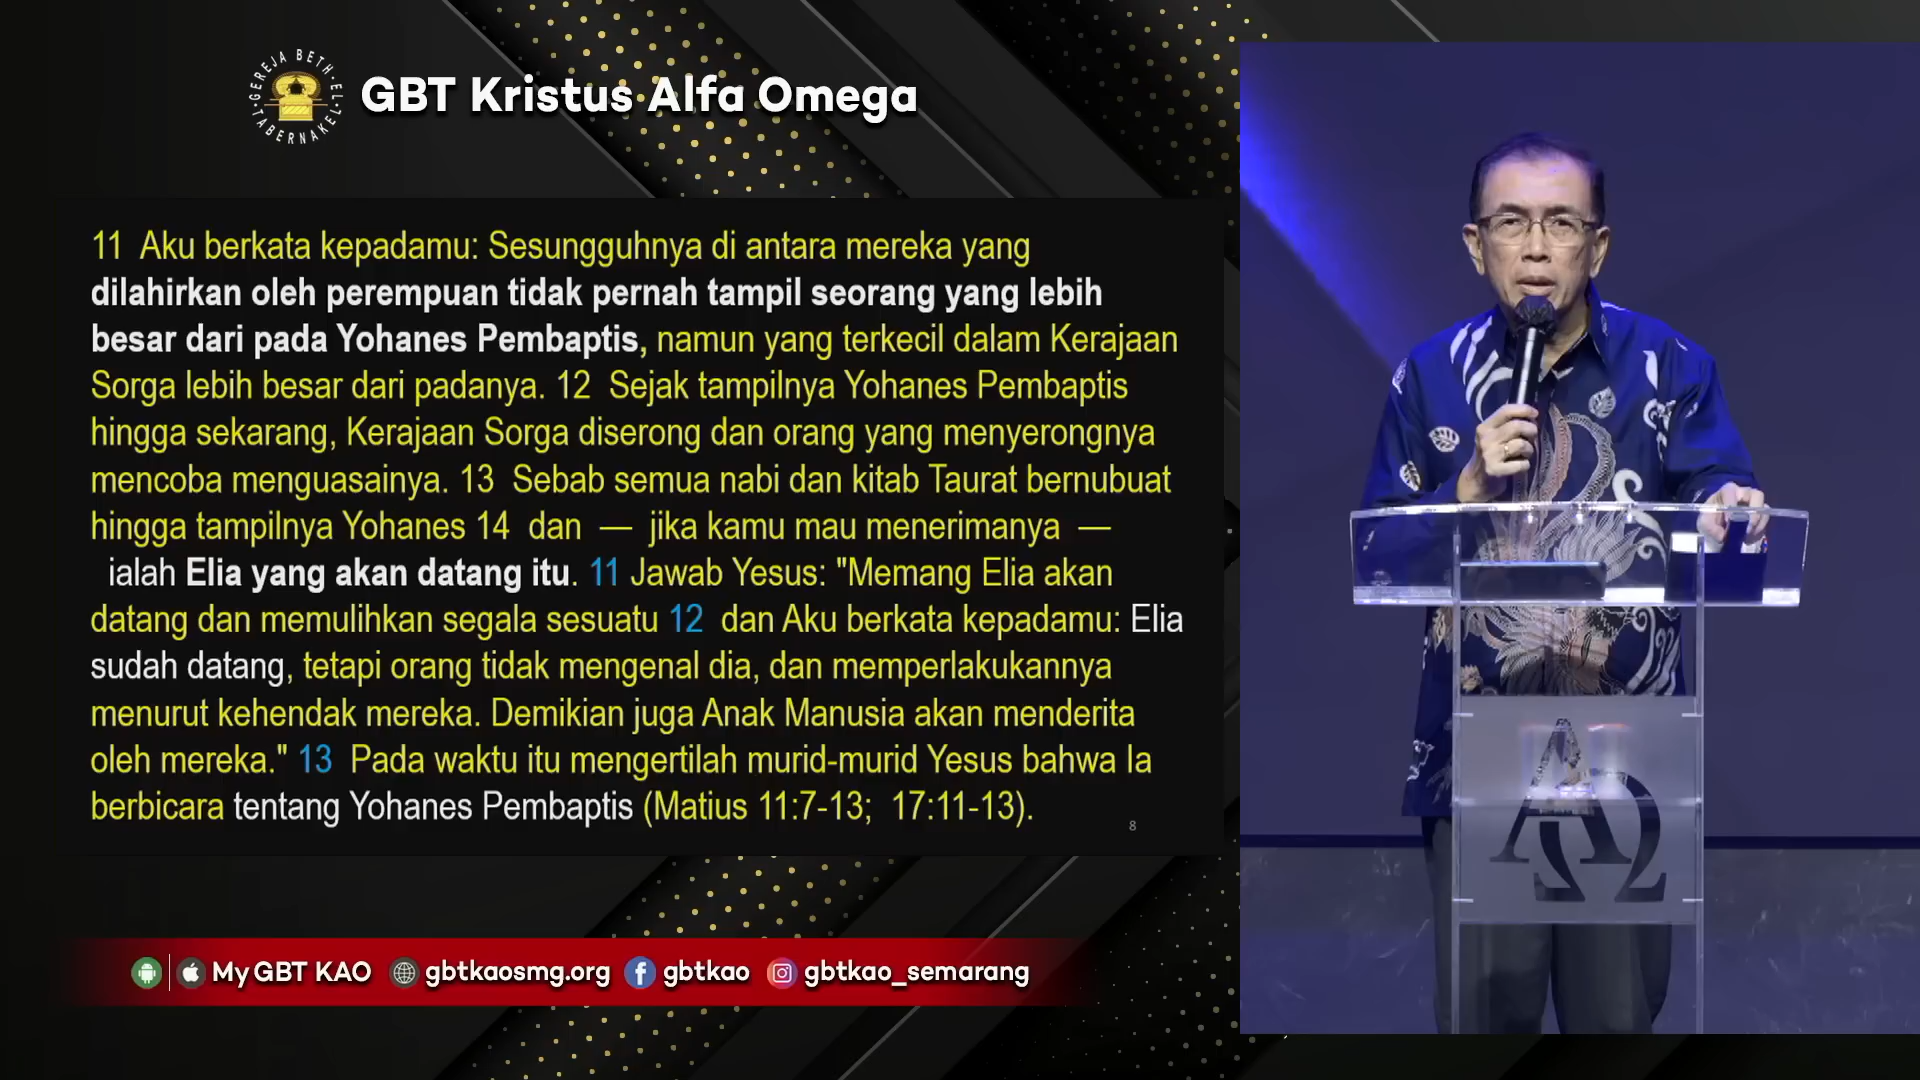 GEREJA BETH-EL
TABERNAKEL
GBT Kristus Alfa Omega
11 Aku berkata kepadamu: Sesungguhnya di antara mereka yang
dilahirkan oleh perempuan tidak pernah tampil seorang yang lebih
besar dari pada Yohanes Pembaptis, namun yang terkecil dalam Kerajaan
Sorga lebih besar dari padanya. 12 Sejak tampilnya Yohanes Pembaptis
hingga sekarang, Kerajaan Sorga diserong dan orang yang menyerongnya
mencoba menguasainya. 13 Sebab semua nabi dan kitab Taurat bernubuat
hingga tampilnya Yohanes 14 dan — jika kamu mau menerimanya —
ialah Elia yang akan datang itu. 11 Jawab Yesus: "Memang Elia akan
datang dan memulihkan segala sesuatu 12 dan Aku berkata kepadamu: Elia
sudah datang, tetapi orang tidak mengenal dia, dan memperlakukannya
menurut kehendak mereka. Demikian juga Anak Manusia akan menderita
oleh mereka." 13 Pada waktu itu mengertilah murid-murid Yesus bahwa Ia
berbicara tentang Yohanes Pembaptis (Matius 11:7-13; 17:11-13).
8
My GBT KAO gbtkaosmg.org gbtkao gbtkao_semarang
ΑΩ